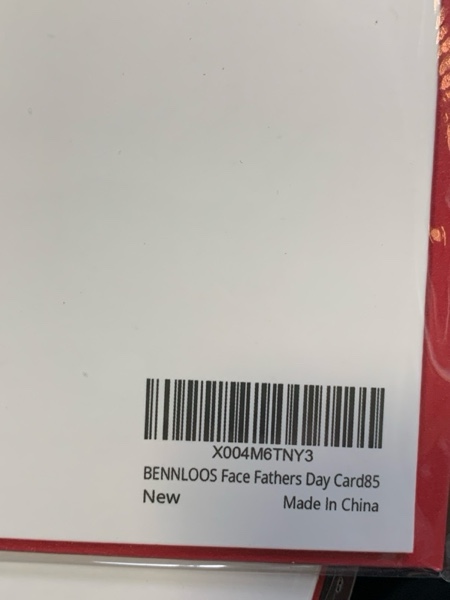 X004M6TNY3
BENNLOOS Face Fathers Day Card85
New Made In China